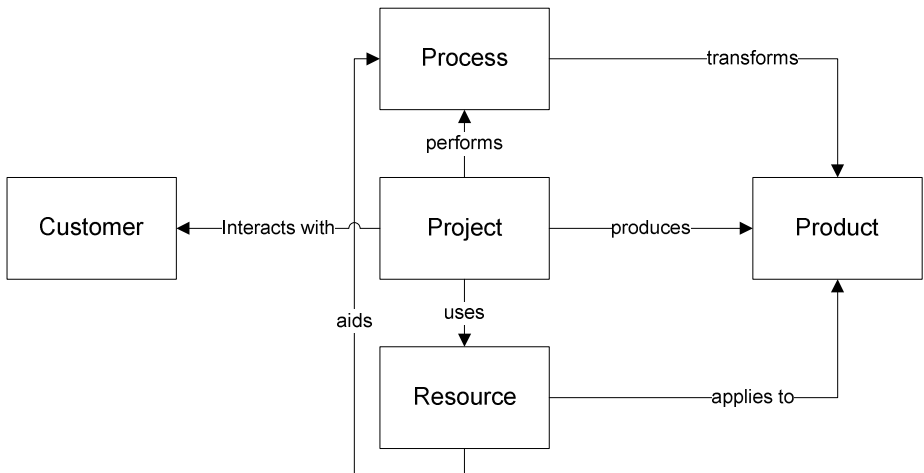 Process
transforms
performs
Customer
Interacts with
Project
produces
Product
uses
aids
Resource
applies to